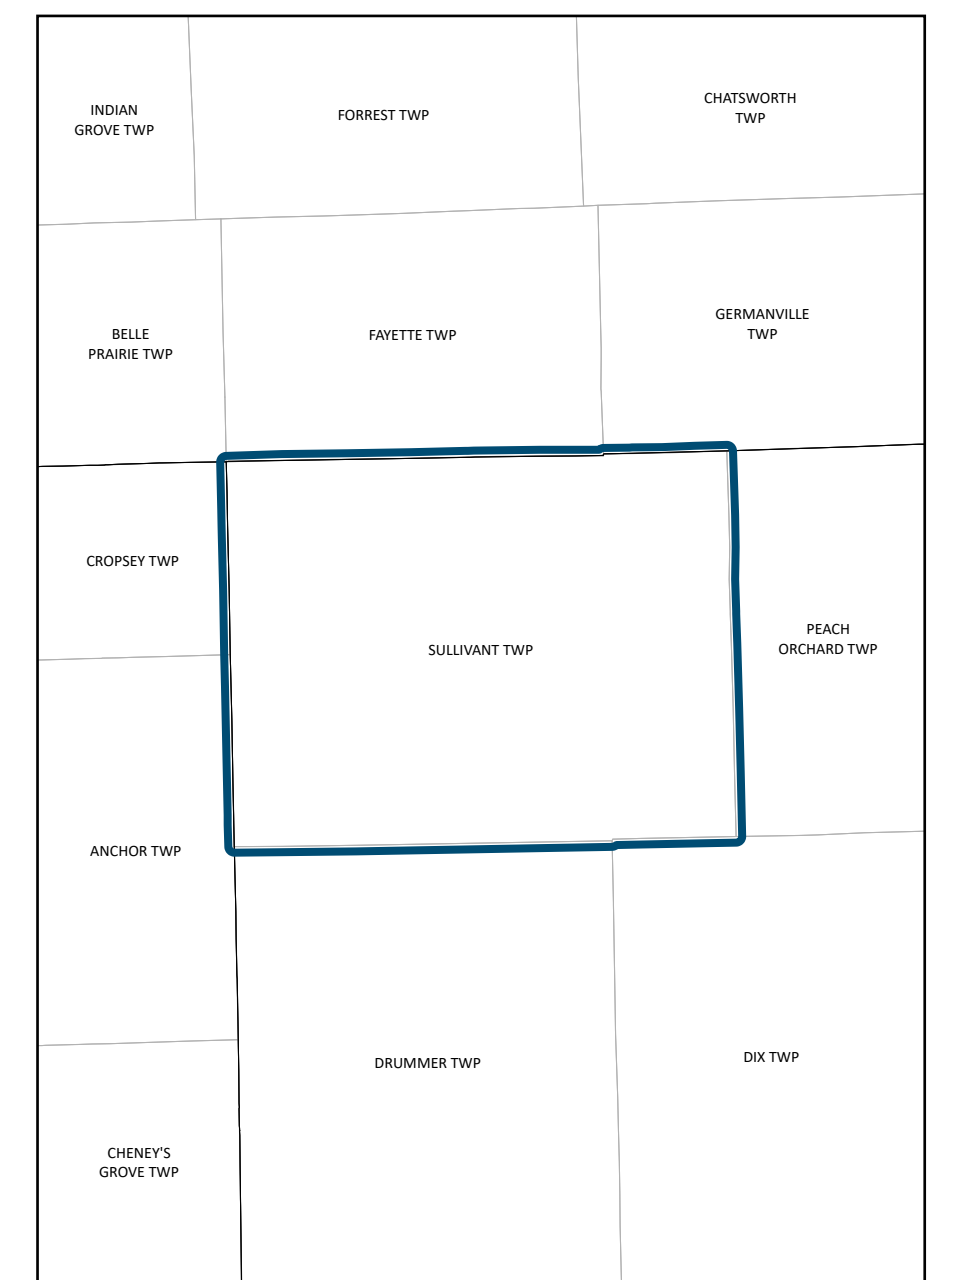 INDIAN
GROVE TWP
FORREST TWP
CHATSWORTH
TWP
BELLE
PRAIRIE TWP
FAYETTE TWP
GERMANVILLE
TWP
CROPSEY TWP
SULLIVANT TWP
PEACH
ORCHARD TWP
ANCHOR TWP
DRUMMER TWP
DIX TWP
CHENEY'S
GROVE TWP